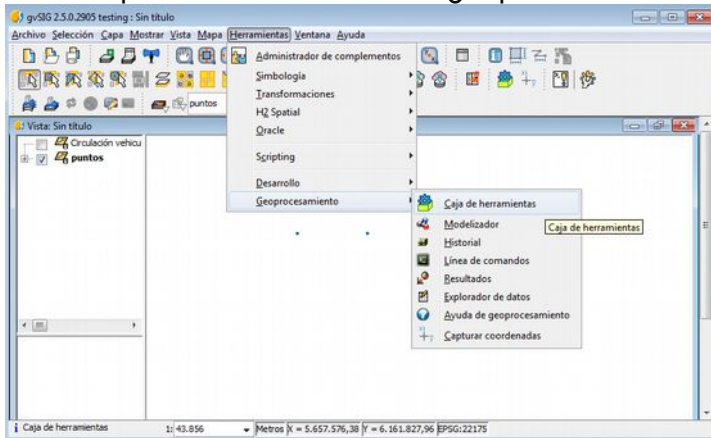 gvSIG 2.5.0.2905 testing : Sin título
Archivo Selección Capa Mostrar Vista Mapa Herramientas Ventana Ayuda
Administrador de complementos
Simbología
Transformaciones
H2 Spatial
Oracle
Scripting
Desarrollo
Geoprocesamiento
puntos
Vista: Sin título
Circulación vehicu
puntos
Caja de herramientas
Modelizador
Caja de herramientas
Historial
Línea de comandos
Resultados
Explorador de datos
Ayuda de geoprocesamiento
Capturar coordenadas
Caja de herramientas 1: 43.856 Metros X = 5.657.576,38 Y = 6.161.827,96 EPSG:22175